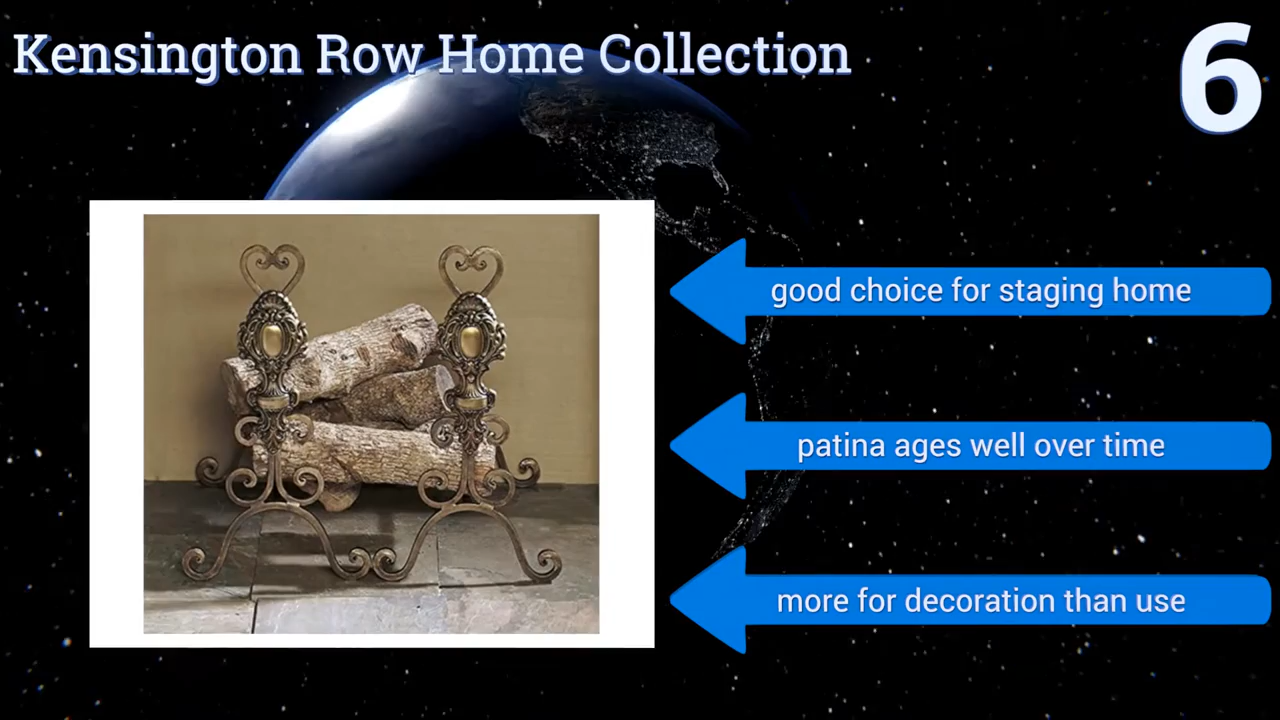 Kensington Row Home Collection
6
good choice for staging home
patina ages well over time
more for decoration than use